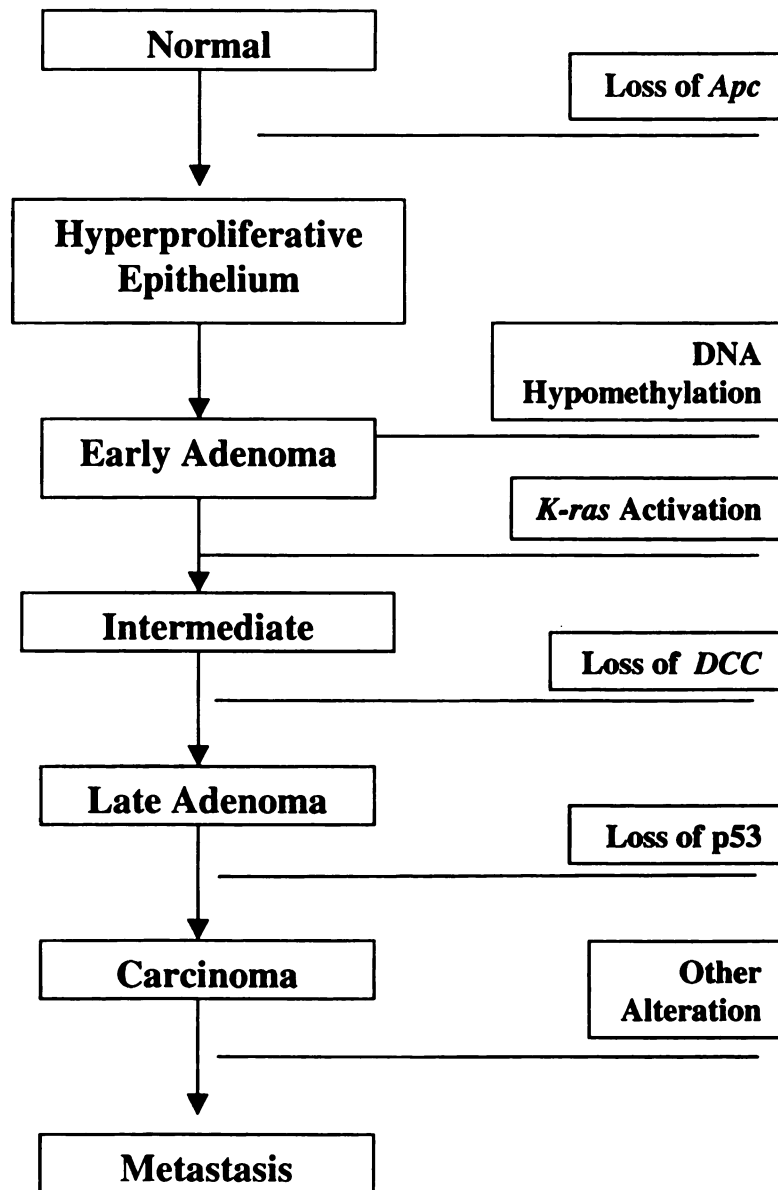 Normal
Loss of Apc
Hyperproliferative
Epithelium
DNA
Hypomethylation
Early Adenoma
K-ras Activation
Intermediate
Loss of DCC
Late Adenoma
Loss of p53
Carcinoma
Other
Alteration
Metastasis